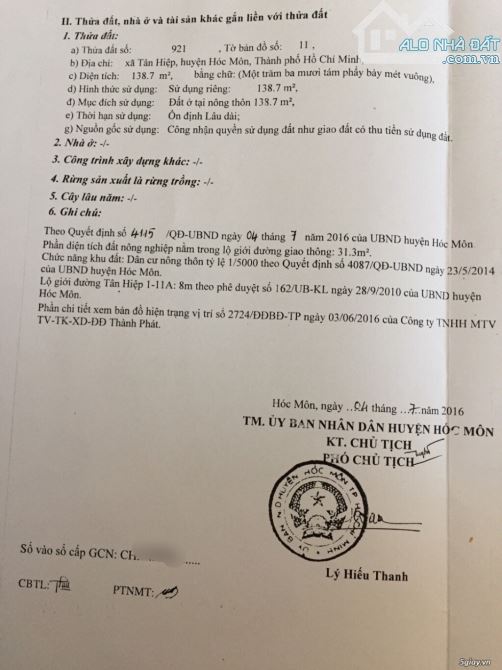 ALO NHÀ ĐẤT
.com.vn
II. Thửa đất, nhà ở và tài sản khác gắn liền với thửa đất
1. Thửa đất:
a) Thửa đất số: 921 , Tờ bản đồ số: 11 ,
b) Địa chỉ: xã Tân Hiệp, huyện Hóc Môn, Thành phố Hồ Chí Minh,
c) Diện tích: 138.7 m², bằng chữ: (Một trăm ba mươi tám phẩy bảy mét vuông),
d) Hình thức sử dụng: Sử dụng riêng: 138.7 m²,
đ) Mục đích sử dụng: Đất ở tại nông thôn 138.7 m²,
e) Thời hạn sử dụng: Ổn định Lâu dài;
g) Nguồn gốc sử dụng: Công nhận quyền sử dụng đất như giao đất có thu tiền sử dụng đất.
2. Nhà ở: -/-
3. Công trình xây dựng khác: -/-
4. Rừng sản xuất là rừng trồng: -/-
5. Cây lâu năm: -/-
6. Ghi chú:
Theo Quyết định số 4115 /QĐ-UBND ngày 04 tháng 7 năm 2016 của UBND huyện Hóc Môn.
Phần diện tích đất nông nghiệp nằm trong lộ giới đường giao thông: 31.3m².
Chức năng khu đất: Dân cư nông thôn tỷ lệ 1/5000 theo Quyết định số 4087/QĐ-UBND ngày 23/5/2014
của UBND huyện Hóc Môn.
Lộ giới đường Tân Hiệp 1-11A: 8m theo phê duyệt số 162/UB-KL ngày 28/9/2010 của UBND huyện
Hóc Môn.
Phần chi tiết xem bản đồ hiện trạng vị trí số 2724/ĐĐBĐ-TP ngày 03/06/2016 của Công ty TNHH MTV
TV-TK-XD-ĐĐ Thành Phát.
Hóc Môn, ngày ..04 tháng ...7. năm 2016
TM. ỦY BAN NHÂN DÂN HUYỆN HÓC MÔN
KT. CHỦ TỊCH
PHÓ CHỦ TỊCH
ỦY BAN N.D HUYỆN HÓC MÔN TP. HỒ CHÍ MINH
Số vào sổ cấp GCN: CH.
Lý Hiếu Thanh
CBTL:
PTNMT:
5giay.vn